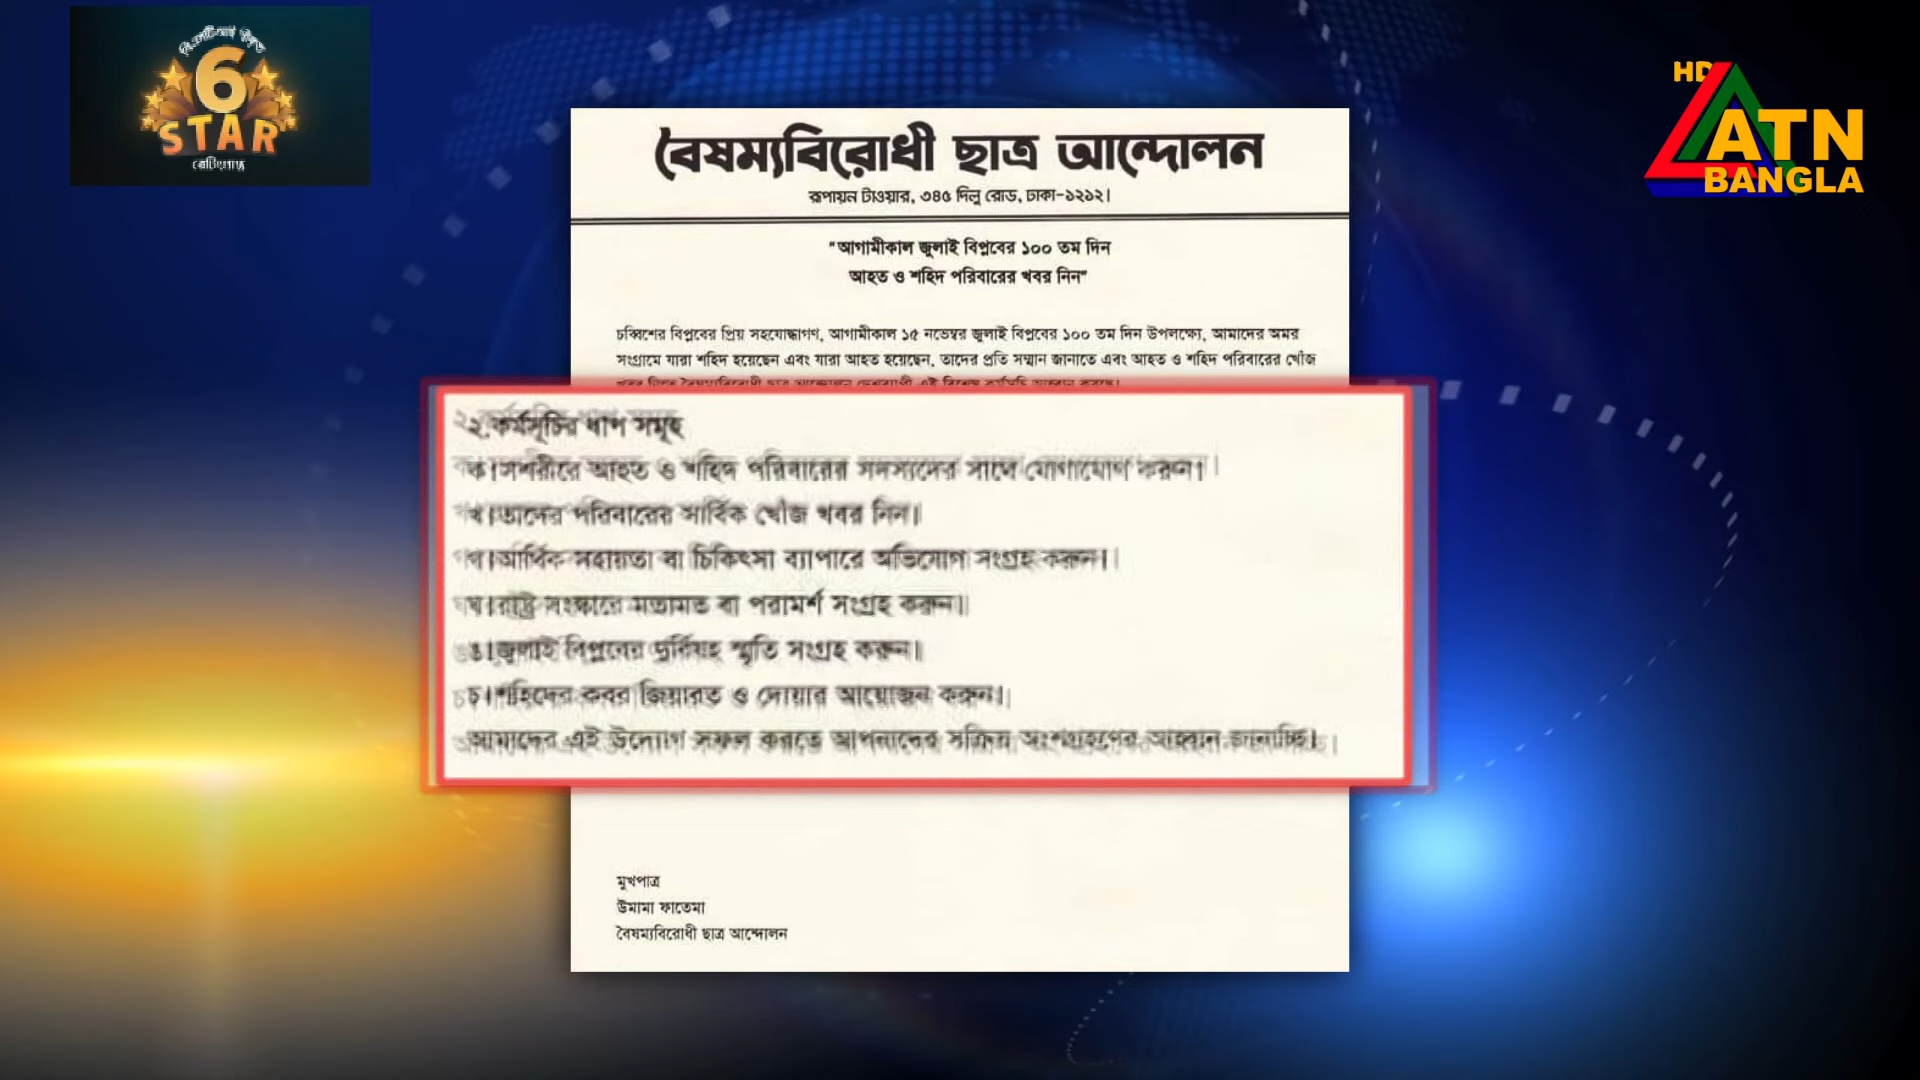 6
STAR
HD
ATN
BANGLA
বৈষম্যবিরোধী ছাত্র আন্দোলন
রূপায়ন টাওয়ার, ৩৪৫ দিলু রোড, ঢাকা-১২১২।
"আগামীকাল জুলাই বিপ্লবের ১০০ তম দিন
আহত ও শহিদ পরিবারের খবর নিন"
চব্বিশের বিপ্লবের প্রিয় সহযোদ্ধাগণ, আগামীকাল ১৫ নভেম্বর জুলাই বিপ্লবের ১০০ তম দিন উপলক্ষ্যে, আমাদের অমর
সংগ্রামে যারা শহিদ হয়েছেন এবং যারা আহত হয়েছেন, তাদের প্রতি সম্মান জানাতে এবং আহত ও শহিদ পরিবারের খোঁজ
২. কর্মসূচির ধাপ সমূহ
ক। সশরীরে আহত ও শহিদ পরিবারের সদস্যদের সাথে যোগাযোগ করুন।
খ। তাদের পরিবারের সার্বিক খোঁজ খবর নিন।
গ। আর্থিক সহায়তা বা চিকিৎসা ব্যাপারে অভিযোগ সংগ্রহ করুন।
ঘ। রাষ্ট্র সংস্কারে মতামত বা পরামর্শ সংগ্রহ করুন।
ঙ। জুলাই বিপ্লবের দুর্বিষহ স্মৃতি সংগ্রহ করুন।
চ। শহিদের কবর জিয়ারত ও দোয়ার আয়োজন করুন।
আমাদের এই উদ্যোগ সফল করতে আপনাদের সক্রিয় অংশগ্রহণের আহ্বান জানাচ্ছি।
মুখপাত্র
উমামা ফাতেমা
বৈষম্যবিরোধী ছাত্র আন্দোলন